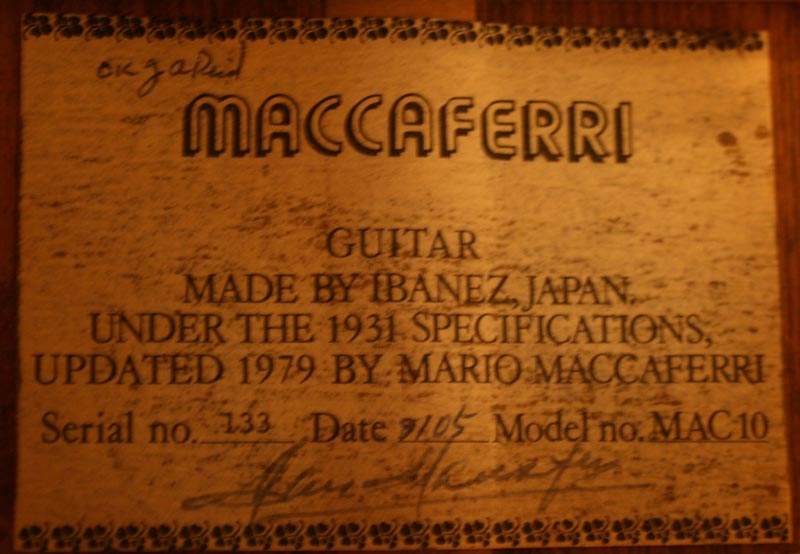 OK
MACCAFERRI
GUITAR
MADE BY IBANEZ, JAPAN.
UNDER THE 1931 SPECIFICATIONS,
UPDATED 1979 BY MARIO MACCAFERRI
Serial no. 133 Date Model no. MAC10